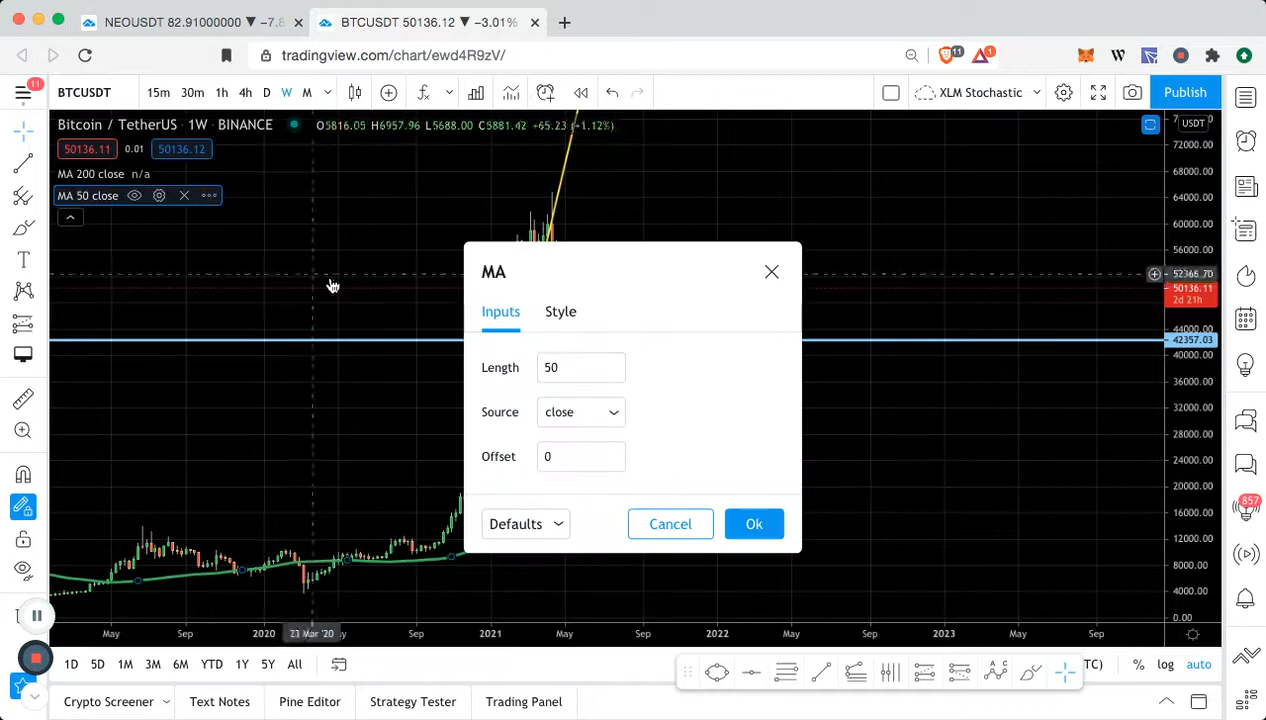 NEOUSDT 82.91000000 ▼ −7.8
BTCUSDT 50136.12 ▼ −3.01%
tradingview.com/chart/ewd4R9zV/
11
1
W
11
BTCUSDT 15m 30m 1h 4h D W M
XLM Stochastic
Publish
Bitcoin / TetherUS 1W BINANCE O5816.05 H6957.96 L5688.00 C5881.42 +65.23 (+1.12%)
USDT
50136.11 0.01 50136.12
MA 200 close n/a
MA 50 close
72000.00
68000.00
64000.00
60000.00
56000.00
52366.70
50136.11
2d 21h
44000.00
42357.03
40000.00
36000.00
32000.00
28000.00
24000.00
20000.00
16000.00
12000.00
8000.00
4000.00
0.00
MA
Inputs Style
Length 50
Source close
Offset 0
Defaults Cancel Ok
857
May Sep 2020 23 Mar '20 Sep 2021 May Sep 2022 May Sep 2023 May Sep
1D 5D 1M 3M 6M YTD 1Y 5Y All
TC) % log auto
Crypto Screener Text Notes Pine Editor Strategy Tester Trading Panel